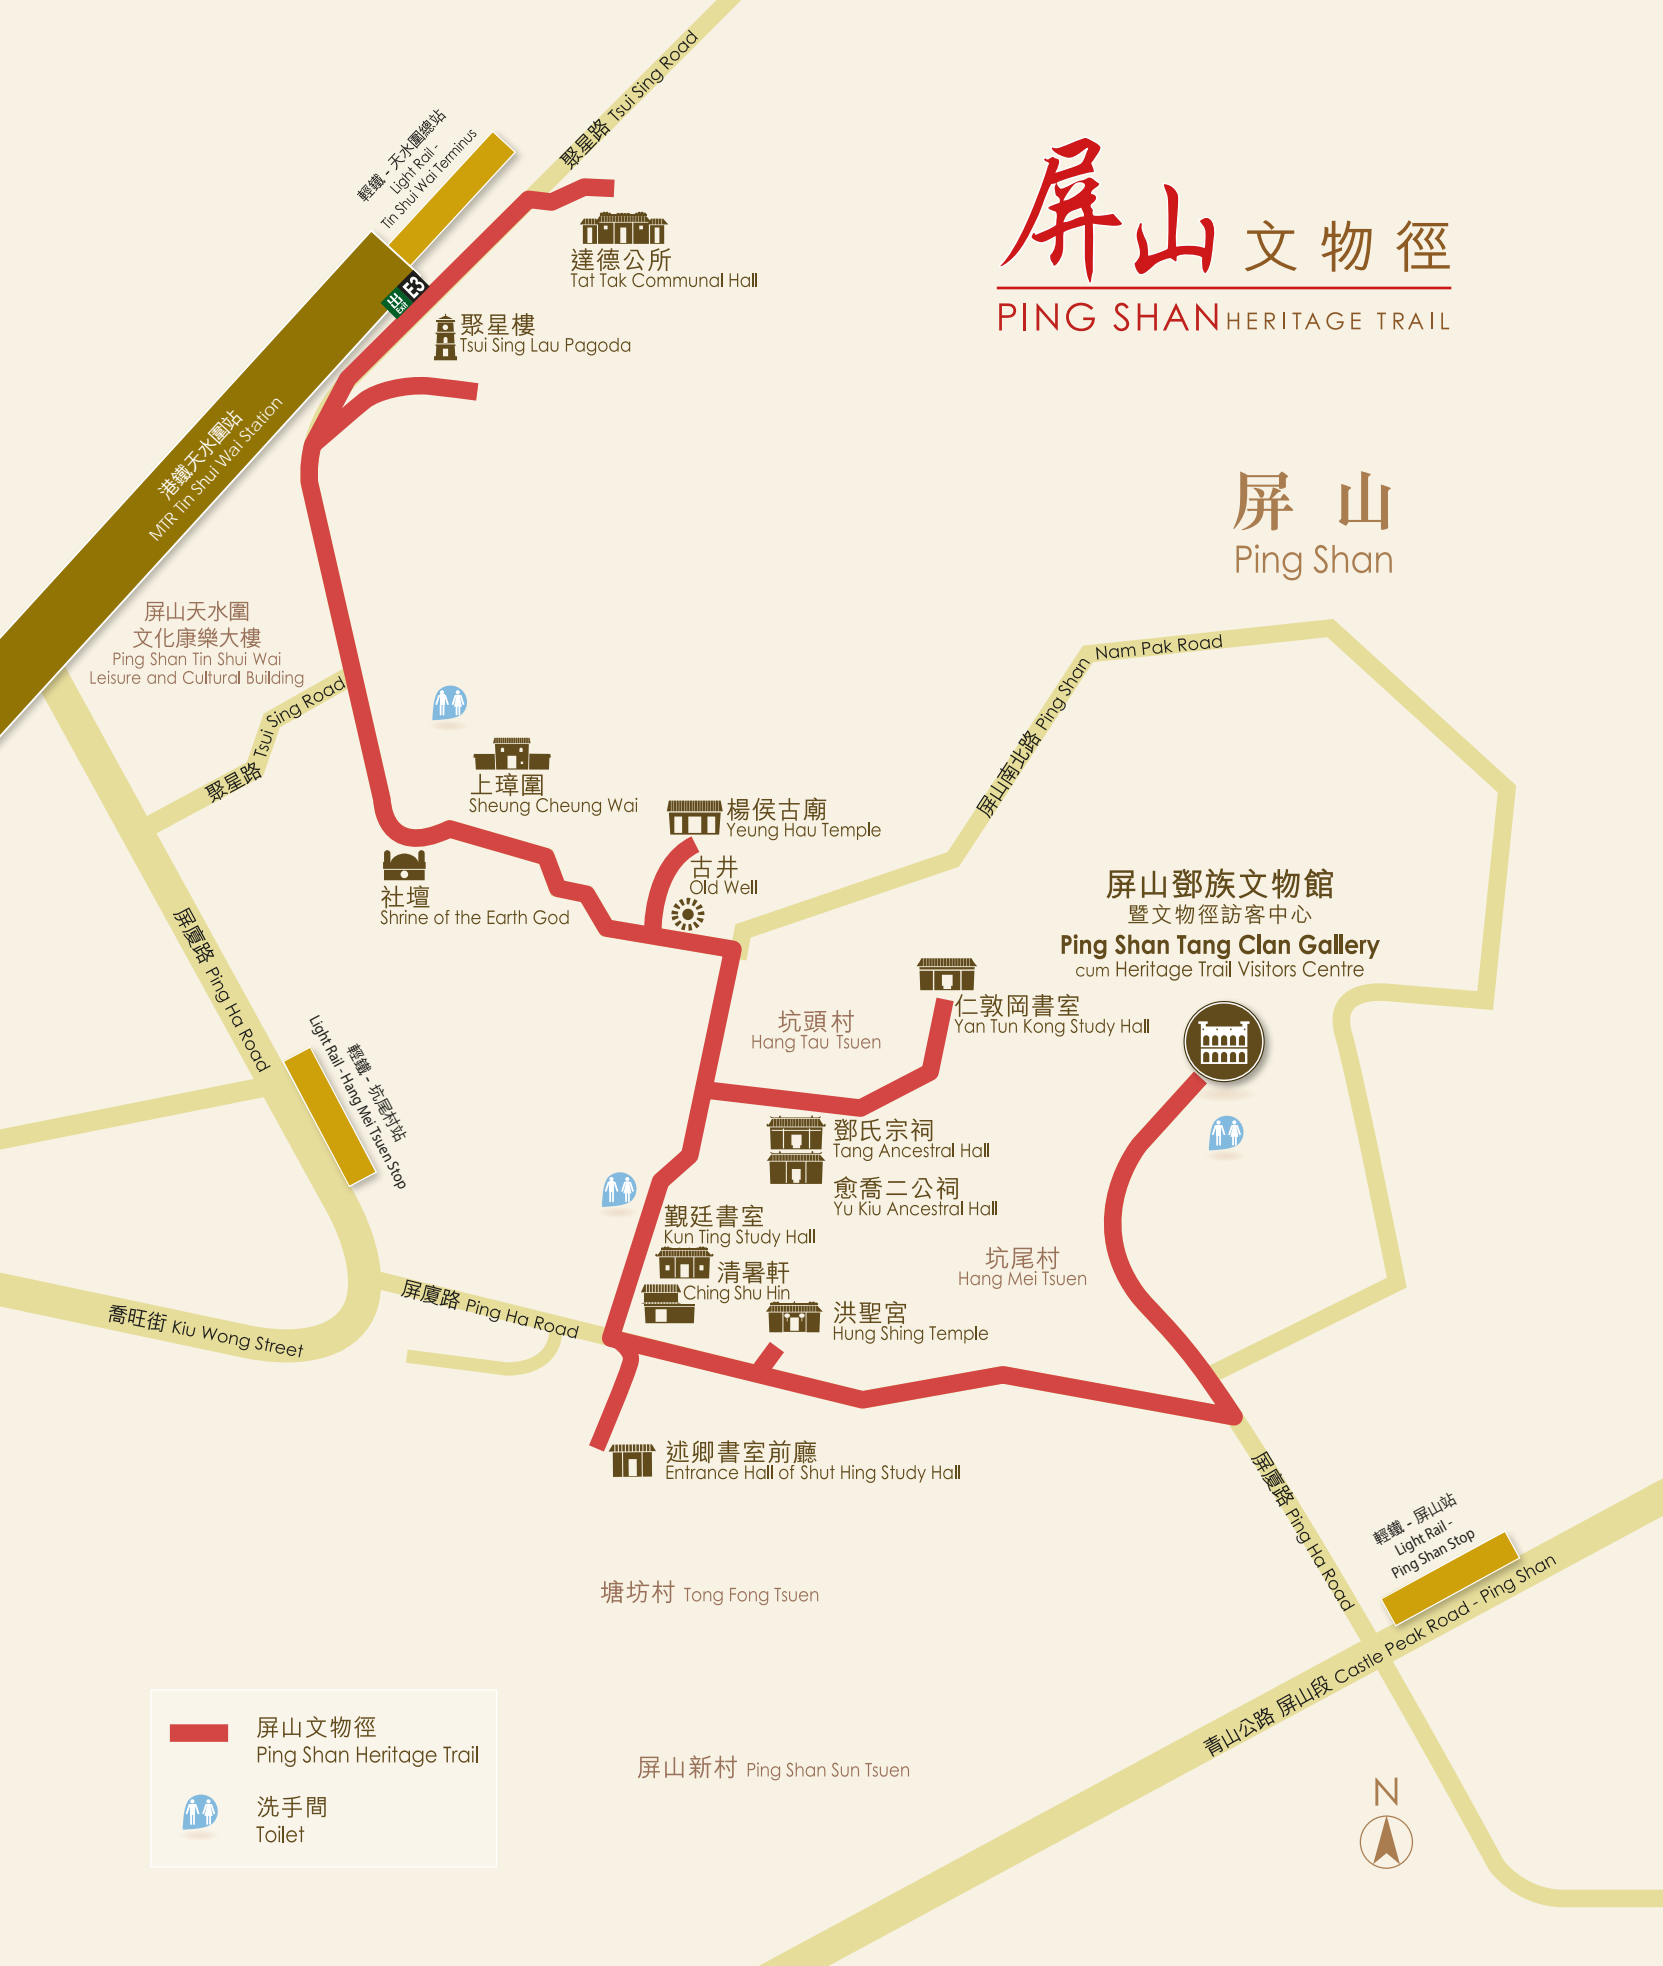 聚星路 Tsui Sing Road
輕鐵 - 天水圍總站
Light Rail -
Tin Shui Wai Terminus
屏山 文物徑
PING SHAN HERITAGE TRAIL
達德公所
Tat Tak Communal Hall
出 Exit E3
聚星樓
Tsui Sing Lau Pagoda
港鐵天水圍站
MTR Tin Shui Wai Station
屏 山
Ping Shan
屏山天水圍
文化康樂大樓
Ping Shan Tin Shui Wai
Leisure and Cultural Building
聚星路 Tsui Sing Road
屏山南北路 Ping Shan Nam Pak Road
上璋圍
Sheung Cheung Wai
楊侯古廟
Yeung Hau Temple
古井
Old Well
社壇
Shrine of the Earth God
屏山鄧族文物館
暨文物徑訪客中心
Ping Shan Tang Clan Gallery
cum Heritage Trail Visitors Centre
屏廈路 Ping Ha Road
仁敦岡書室
Yan Tun Kong Study Hall
坑頭村
Hang Tau Tsuen
輕鐵 - 坑尾村站
Light Rail - Hang Mei Tsuen Stop
鄧氏宗祠
Tang Ancestral Hall
愈喬二公祠
Yu Kiu Ancestral Hall
覲廷書室
Kun Ting Study Hall
清暑軒
Ching Shu Hin
坑尾村
Hang Mei Tsuen
洪聖宮
Hung Shing Temple
屏廈路 Ping Ha Road
喬旺街 Kiu Wong Street
述卿書室前廳
Entrance Hall of Shut Hing Study Hall
屏廈路 Ping Ha Road
輕鐵 - 屏山站
Light Rail -
Ping Shan Stop
青山公路 屏山段 Castle Peak Road - Ping Shan
塘坊村 Tong Fong Tsuen
屏山新村 Ping Shan Sun Tsuen
屏山文物徑
Ping Shan Heritage Trail
洗手間
Toilet
N